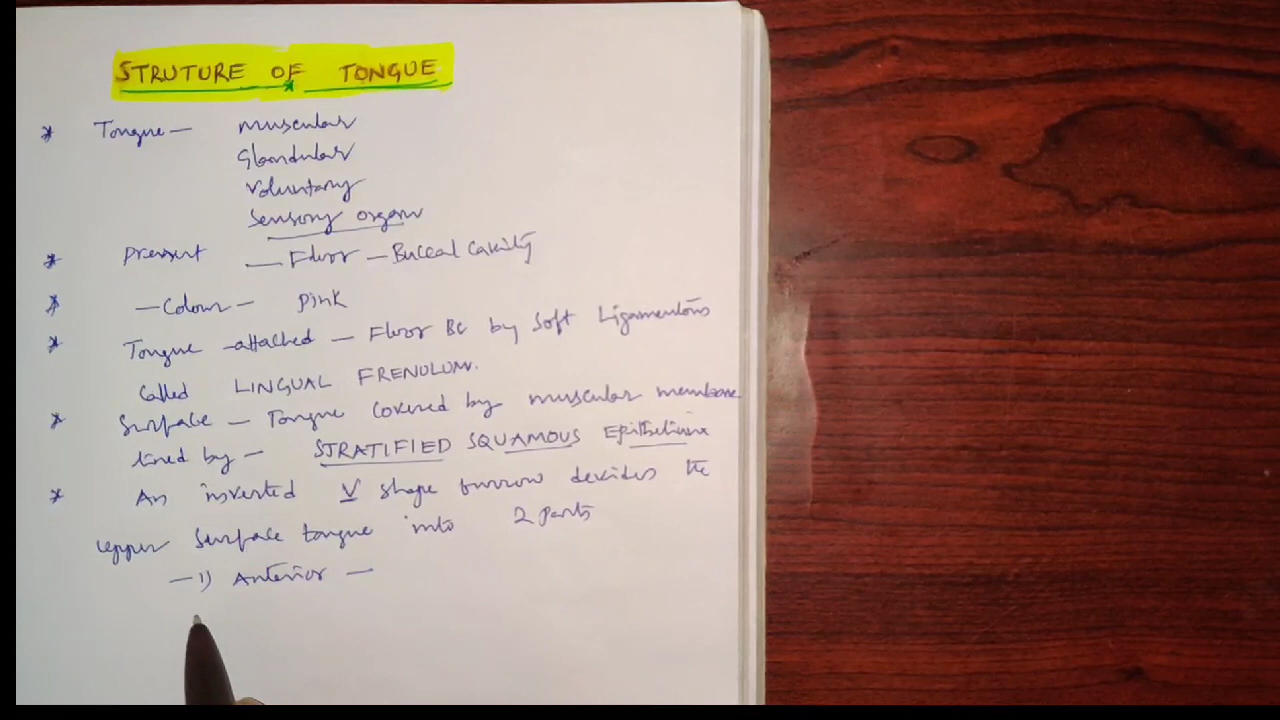 STRUTURE OF TONGUE
* Tongue — muscular
Glandular
Voluntary
Sensory organ
* Present — Floor — Buccal Cavity
* — Colour — pink
* Tongue — attached — Floor BC by Soft Ligamentous
Called LINGUAL FRENULUM.
* Surface — Tongue covered by muscular membrane
lined by — STRATIFIED SQUAMOUS Epithelium
* An inverted V shape furrow devides the
upper surface tongue into 2 parts
— 1) Anterior —